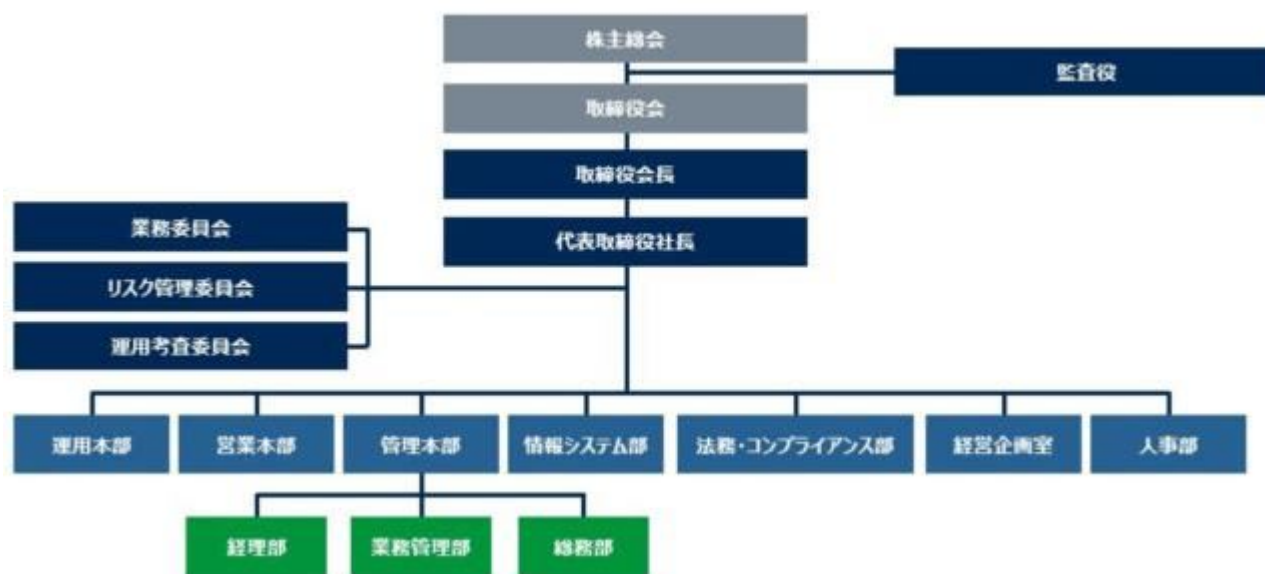 株主総会
監査役
取締役会
取締役会長
代表取締役社長
業務委員会
リスク管理委員会
運用考査委員会
運用本部
営業本部
管理本部
情報システム部
法務・コンプライアンス部
経営企画室
人事部
経理部
業務管理部
総務部